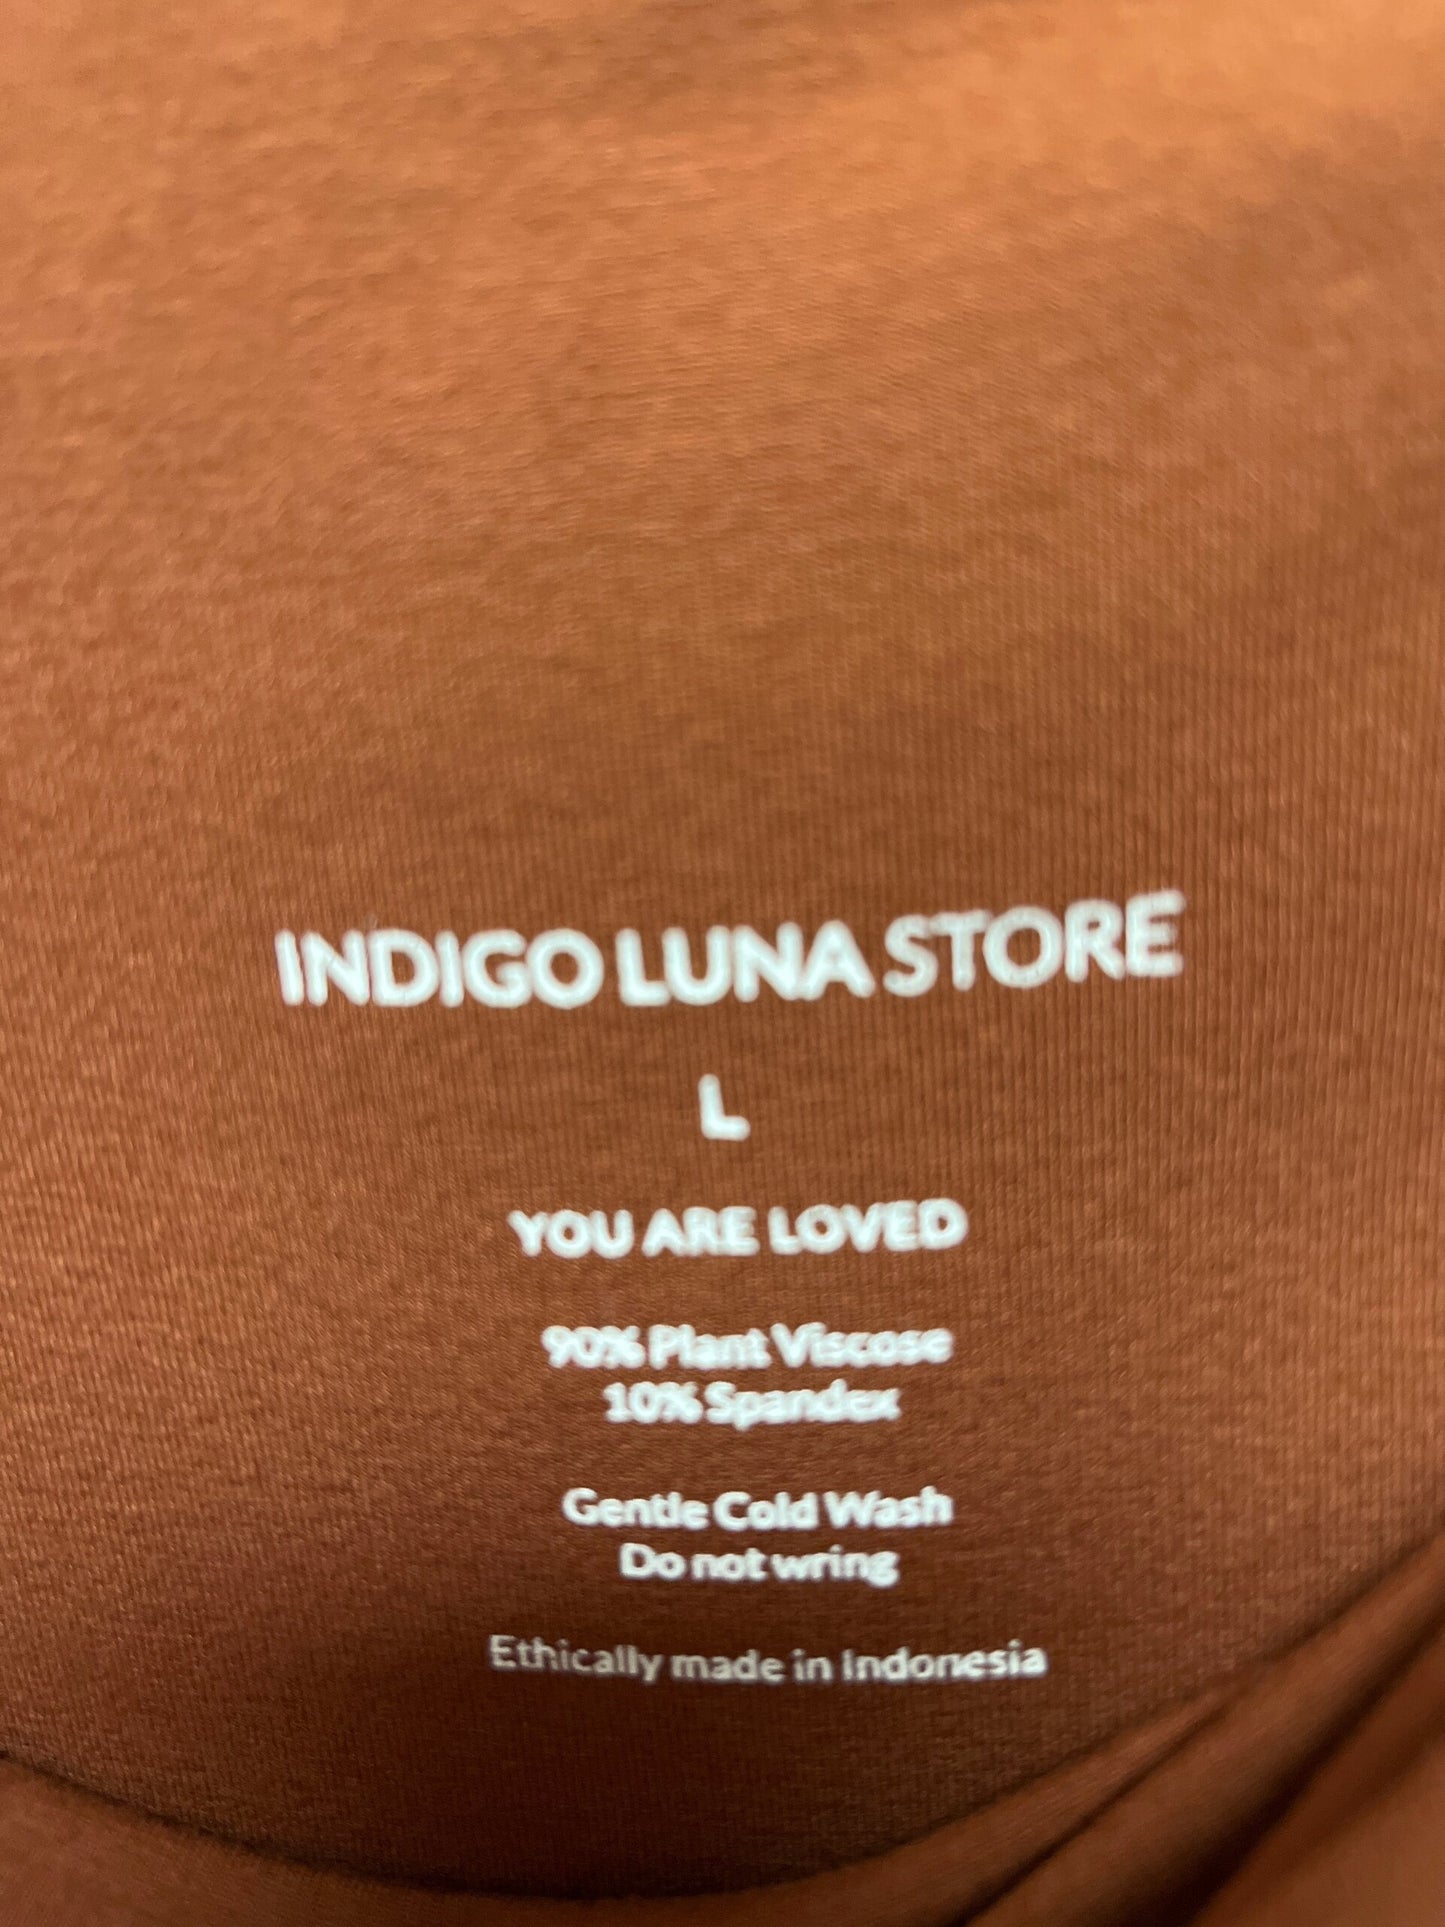 INDIGO LUNA STORE
L
YOU ARE LOVED
90% Plant Viscose
10% Spandex
Gentle Cold Wash
Do not wring
Ethically made in Indonesia